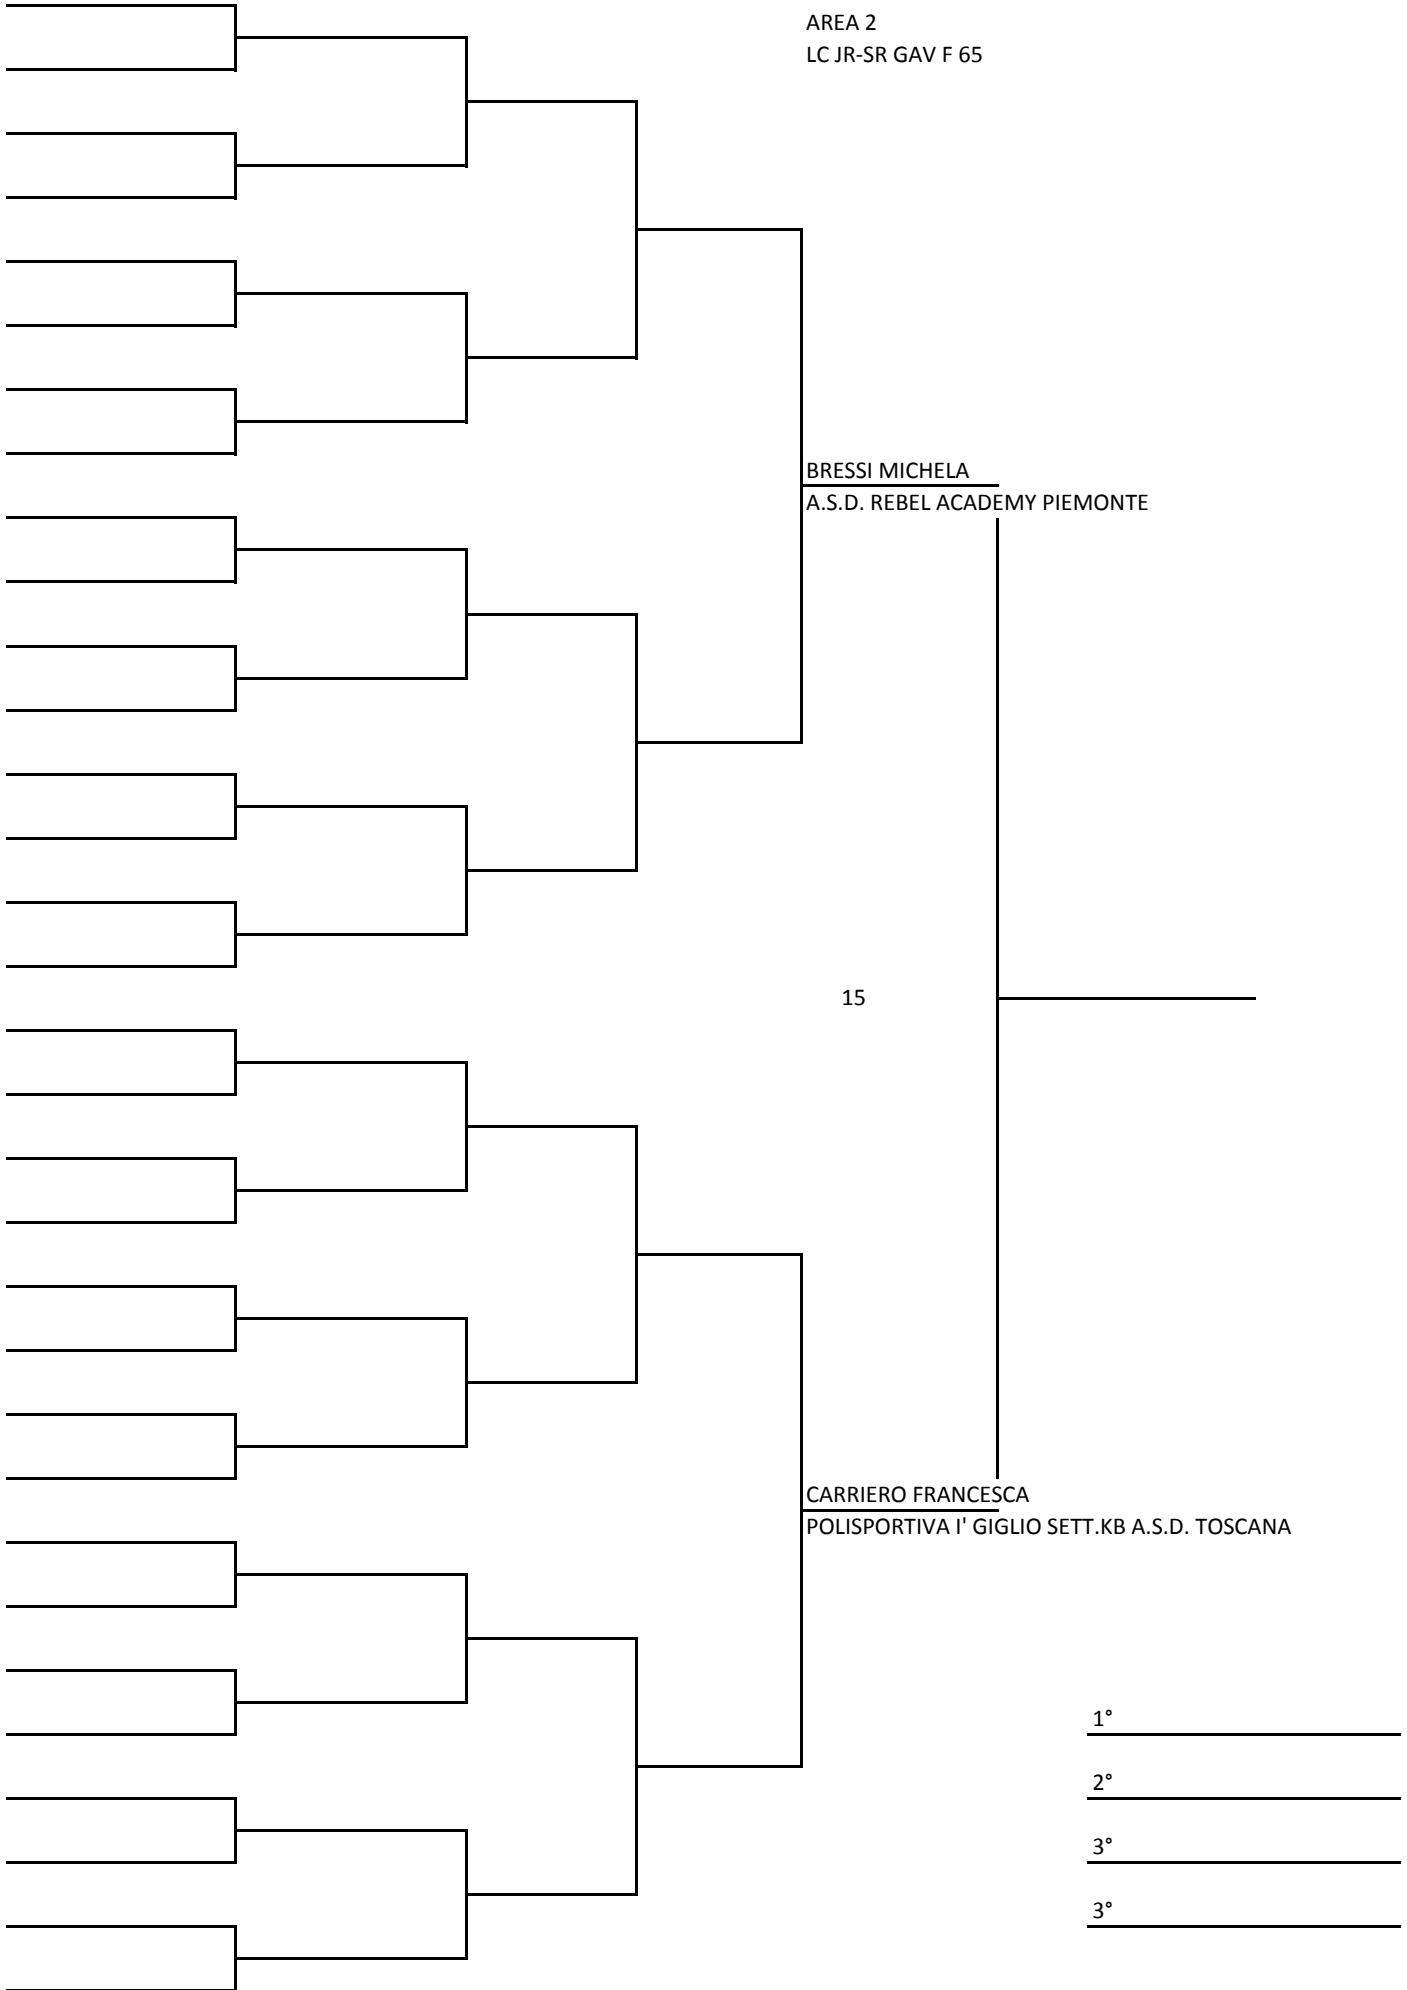 AREA 2
LC JR-SR GAV F 65
BRESSI MICHELA
A.S.D. REBEL ACADEMY PIEMONTE
15
CARRIERO FRANCESCA
POLISPORTIVA I' GIGLIO SETT.KB A.S.D. TOSCANA
1°
2°
3°
3°